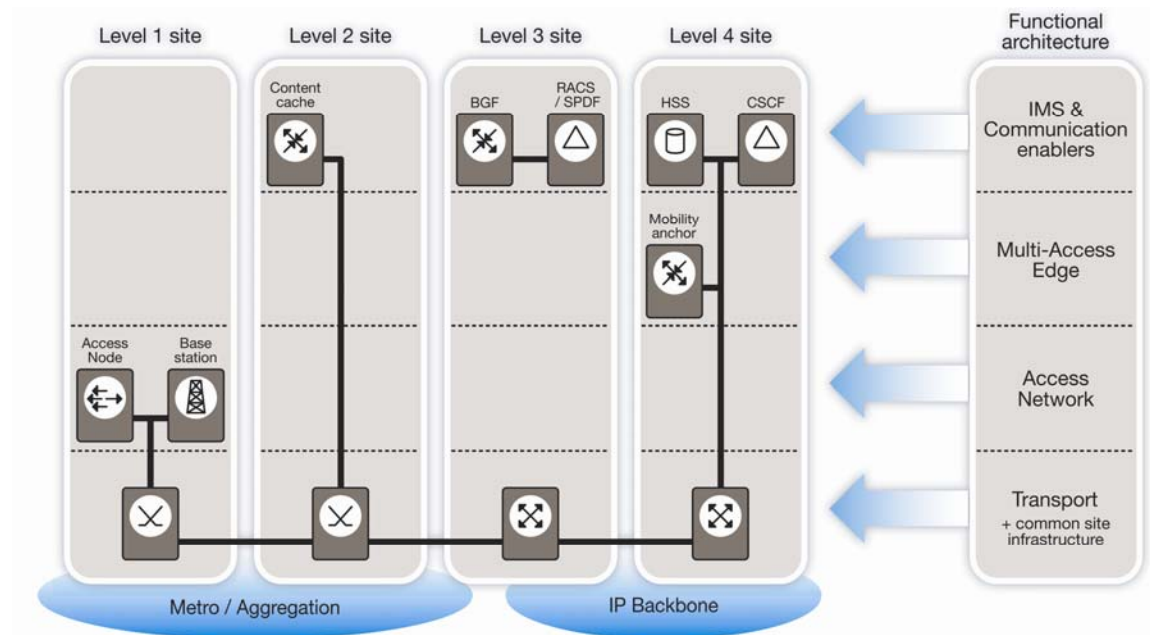 Level 1 site
Level 2 site
Level 3 site
Level 4 site
Functional
architecture
Content
cache
BGF
RACS
/ SPDF
HSS
CSCF
IMS &
Communication
enablers
Mobility
anchor
Multi-Access
Edge
Access
Node
Base
station
Access
Network
Transport
+ common site
infrastructure
Metro / Aggregation
IP Backbone